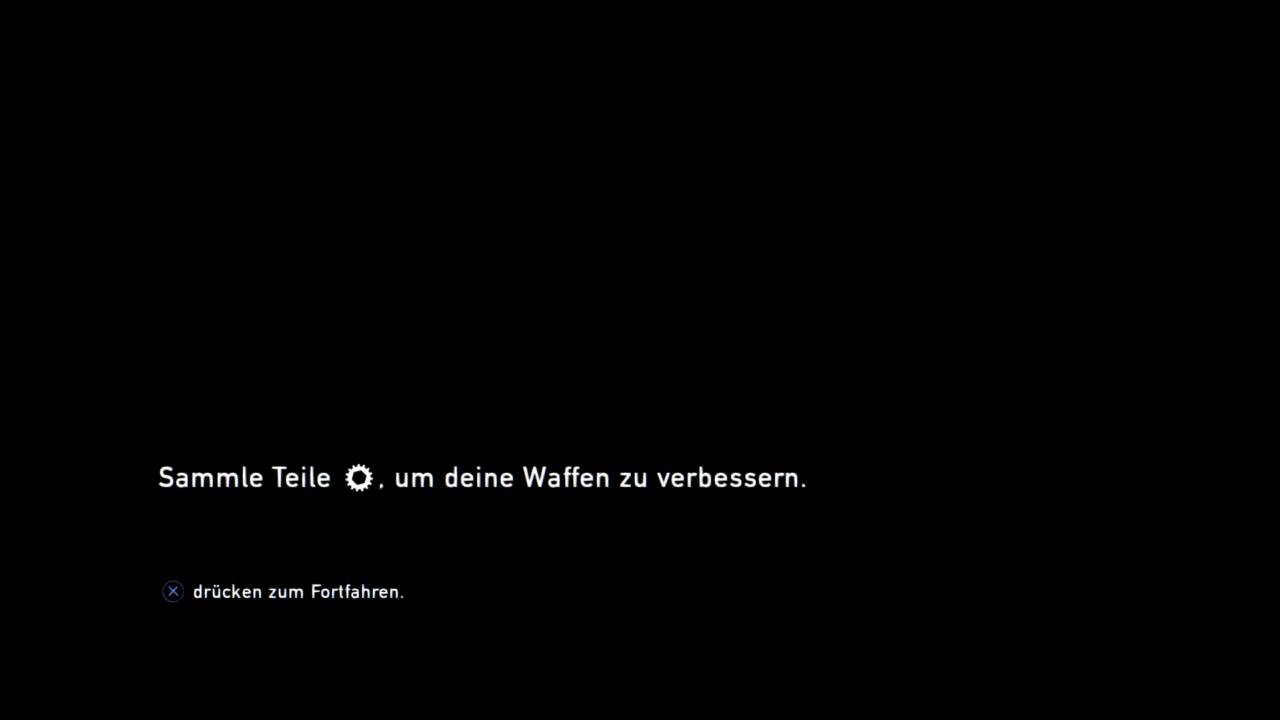 Sammle Teile , um deine Waffen zu verbessern.
drücken zum Fortfahren.